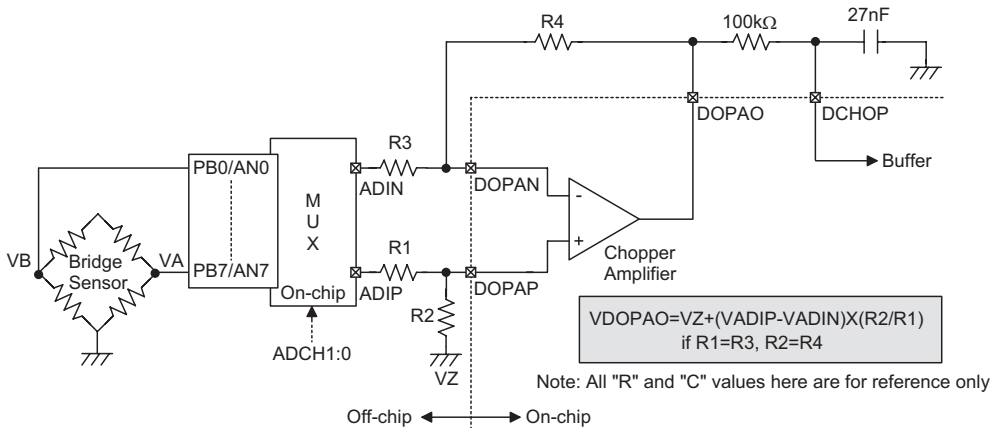 R4
100kΩ
27nF
DOPAO
DCHOP
Buffer
PB0/AN0
M
U
X
R3
ADIN
DOPAN
-
+
Chopper
Amplifier
VB
Bridge
Sensor
VA
PB7/AN7
On-chip
R1
ADIP
DOPAP
R2
VZ
ADCH1:0
VDOPAO=VZ+(VADIP-VADIN)X(R2/R1)
if R1=R3, R2=R4
Note: All "R" and "C" values here are for reference only
Off-chip
On-chip